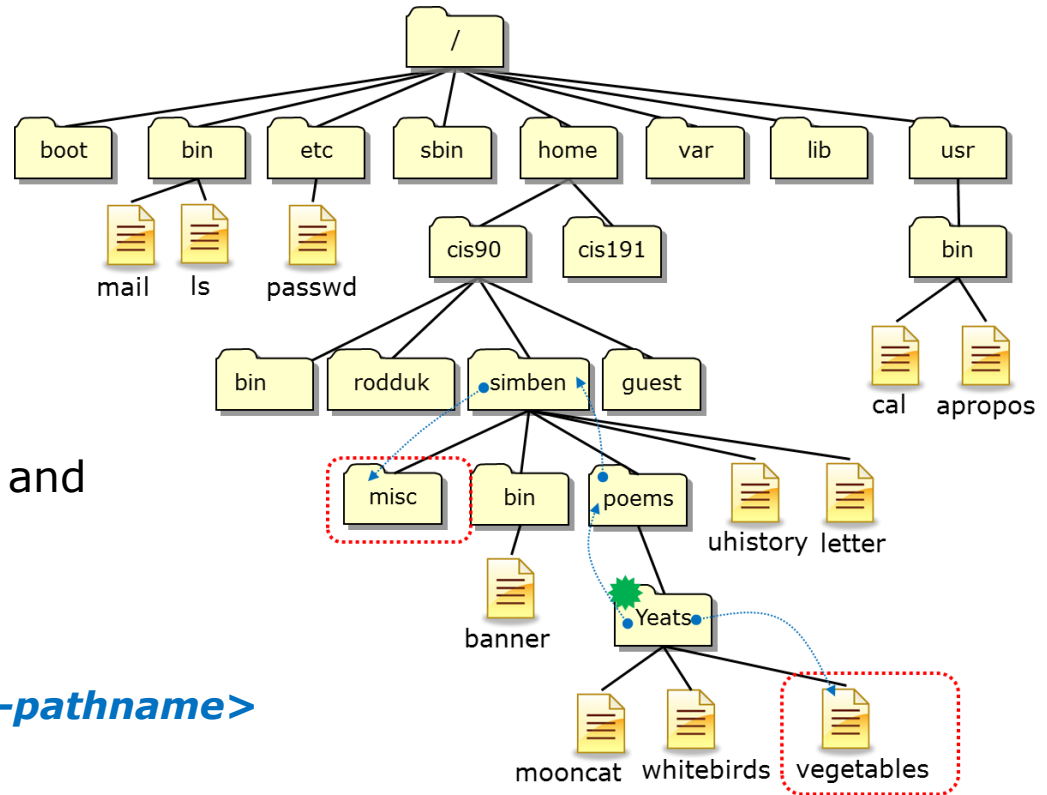 /
boot bin etc sbin home var lib usr
mail ls passwd cis90 cis191 bin
bin rodduk simben guest cal apropos
and misc bin poems
uhistory letter
banner Yeats
-pathname>
mooncat whitebirds vegetables